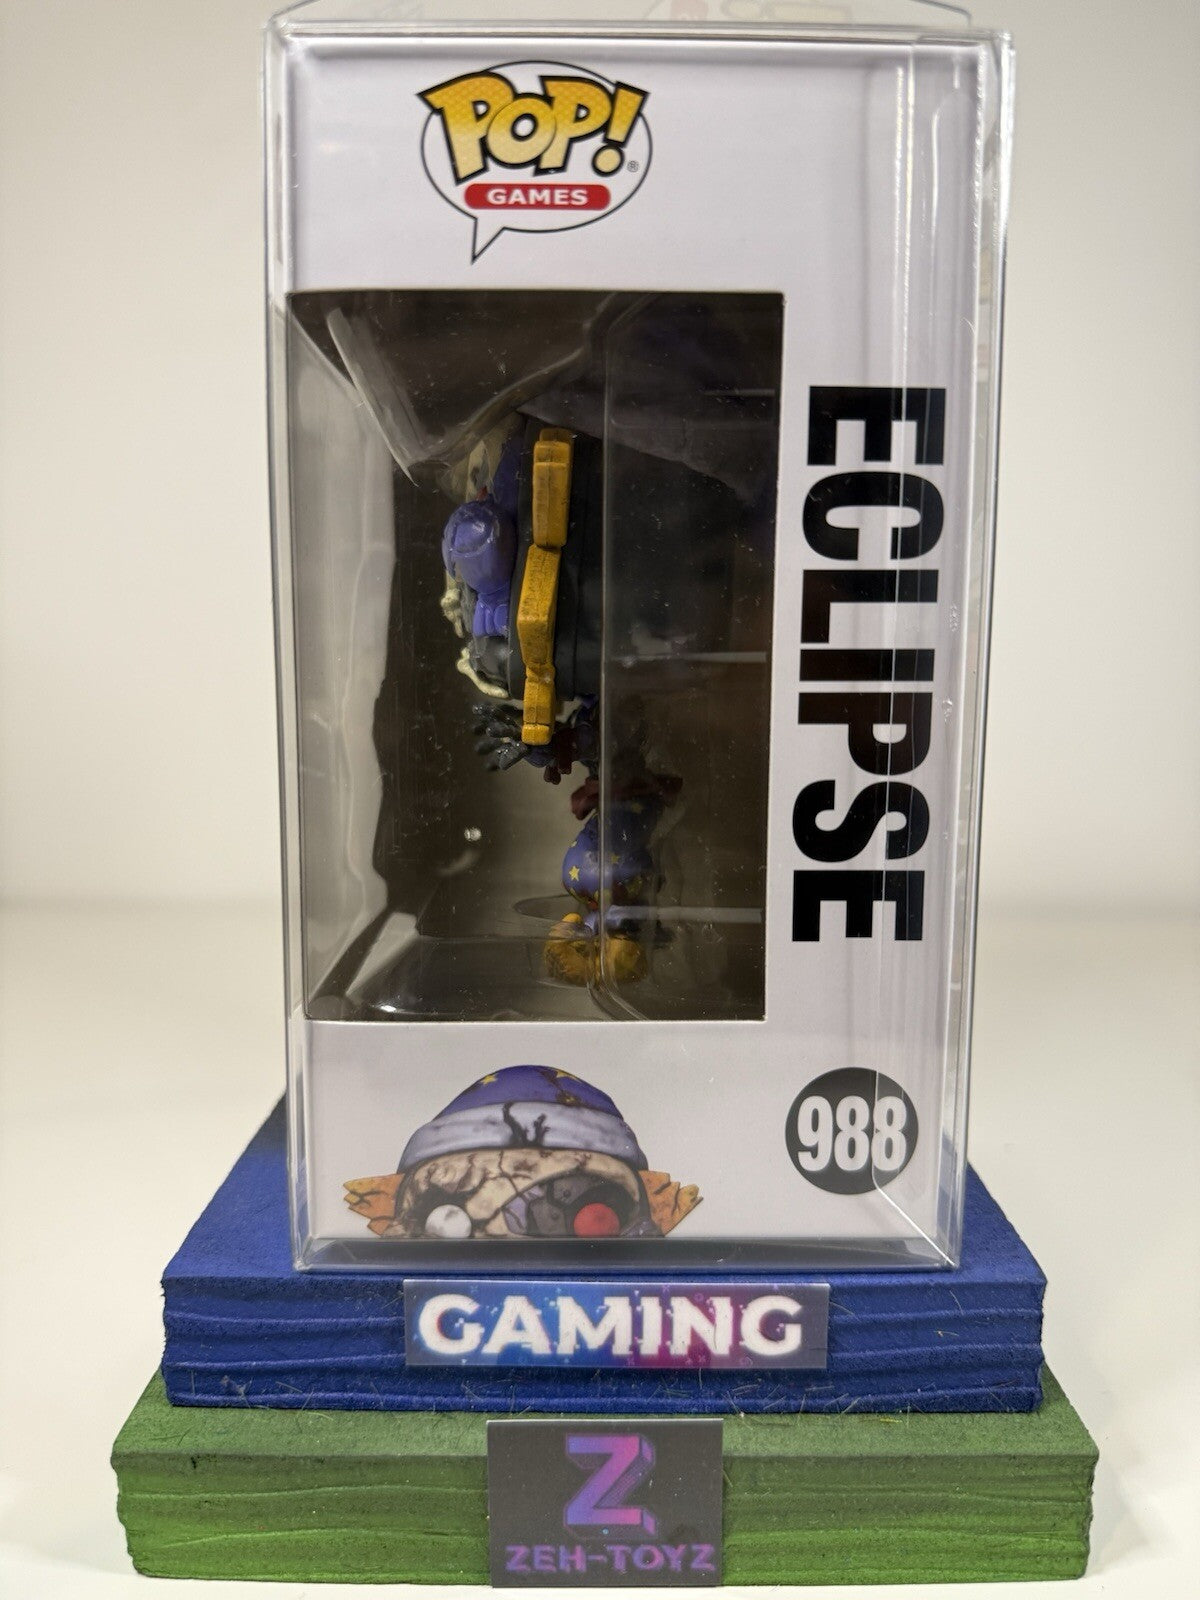 POP!®
GAMES
ECLIPSE
988
GAMING
Z
ZEH-TOYZ